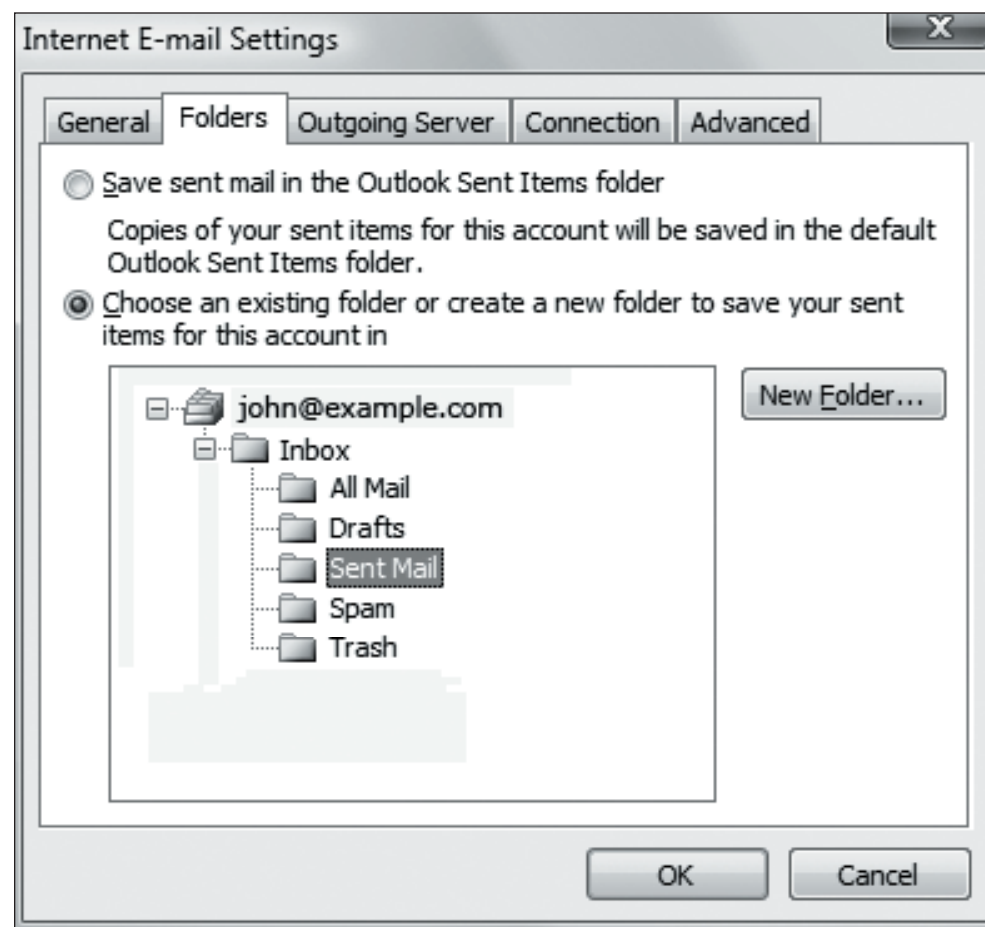 Internet E-mail Settings
X
General Folders Outgoing Server Connection Advanced
Save sent mail in the Outlook Sent Items folder
Copies of your sent items for this account will be saved in the default
Outlook Sent Items folder.
Choose an existing folder or create a new folder to save your sent
items for this account in
New Folder...
john@example.com
Inbox
All Mail
Drafts
Sent Mail
Spam
Trash
OK Cancel